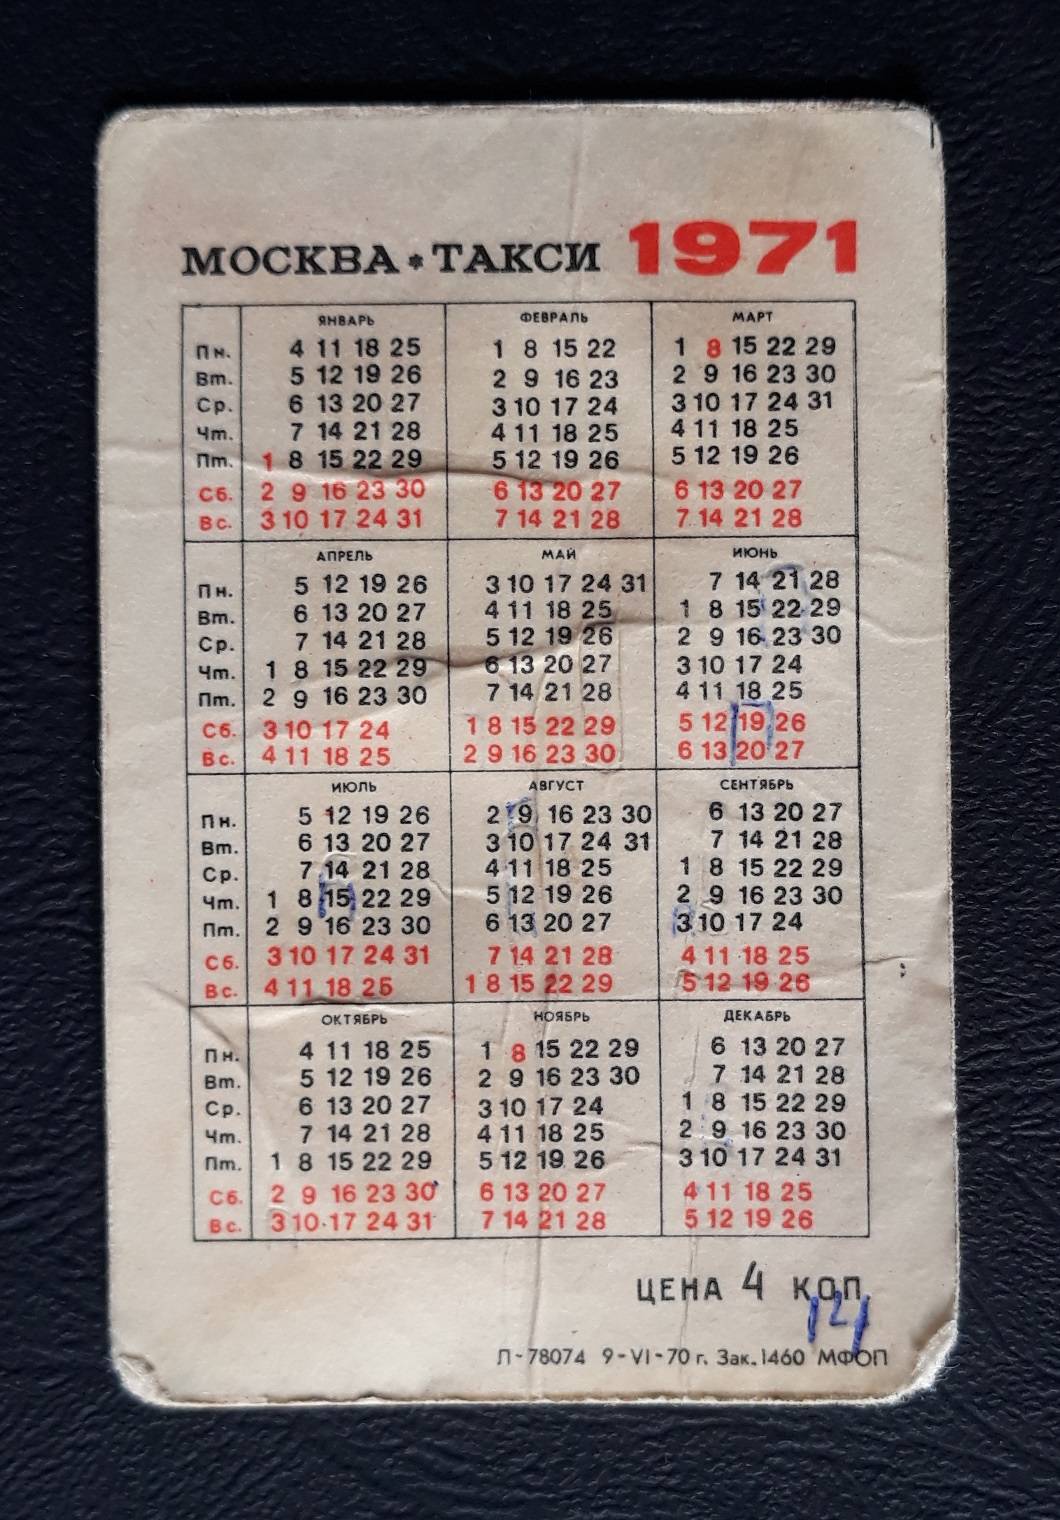 МОСКВА * ТАКСИ 1971
ЯНВАРЬ ФЕВРАЛЬ МАРТ
Пн. 4 11 18 25 1 8 15 22 1 8 15 22 29
Вт. 5 12 19 26 2 9 16 23 2 9 16 23 30
Ср. 6 13 20 27 3 10 17 24 3 10 17 24 31
Чт. 7 14 21 28 4 11 18 25 4 11 18 25
Пт. 1 8 15 22 29 5 12 19 26 5 12 19 26
Сб. 2 9 16 23 30 6 13 20 27 6 13 20 27
Вс. 3 10 17 24 31 7 14 21 28 7 14 21 28
АПРЕЛЬ МАЙ ИЮНЬ
Пн. 5 12 19 26 3 10 17 24 31 7 14 21 28
Вт. 6 13 20 27 4 11 18 25 1 8 15 22 29
Ср. 7 14 21 28 5 12 19 26 2 9 16 23 30
Чт. 1 8 15 22 29 6 13 20 27 3 10 17 24
Пт. 2 9 16 23 30 7 14 21 28 4 11 18 25
Сб. 3 10 17 24 1 8 15 22 29 5 12 19 26
Вс. 4 11 18 25 2 9 16 23 30 6 13 20 27
ИЮЛЬ АВГУСТ СЕНТЯБРЬ
Пн. 5 12 19 26 2 9 16 23 30 6 13 20 27
Вт. 6 13 20 27 3 10 17 24 31 7 14 21 28
Ср. 7 14 21 28 4 11 18 25 1 8 15 22 29
Чт. 1 8 15 22 29 5 12 19 26 2 9 16 23 30
Пт. 2 9 16 23 30 6 13 20 27 3 10 17 24
Сб. 3 10 17 24 31 7 14 21 28 4 11 18 25
Вс. 4 11 18 25 1 8 15 22 29 5 12 19 26
ОКТЯБРЬ НОЯБРЬ ДЕКАБРЬ
Пн. 4 11 18 25 1 8 15 22 29 6 13 20 27
Вт. 5 12 19 26 2 9 16 23 30 7 14 21 28
Ср. 6 13 20 27 3 10 17 24 1 8 15 22 29
Чт. 7 14 21 28 4 11 18 25 2 9 16 23 30
Пт. 1 8 15 22 29 5 12 19 26 3 10 17 24 31
Сб. 2 9 16 23 30 6 13 20 27 4 11 18 25
Вс. 3 10 17 24 31 7 14 21 28 5 12 19 26
ЦЕНА 4 КОП.
Л-78074 9-VI-70 г. Зак. 1460 МФОП